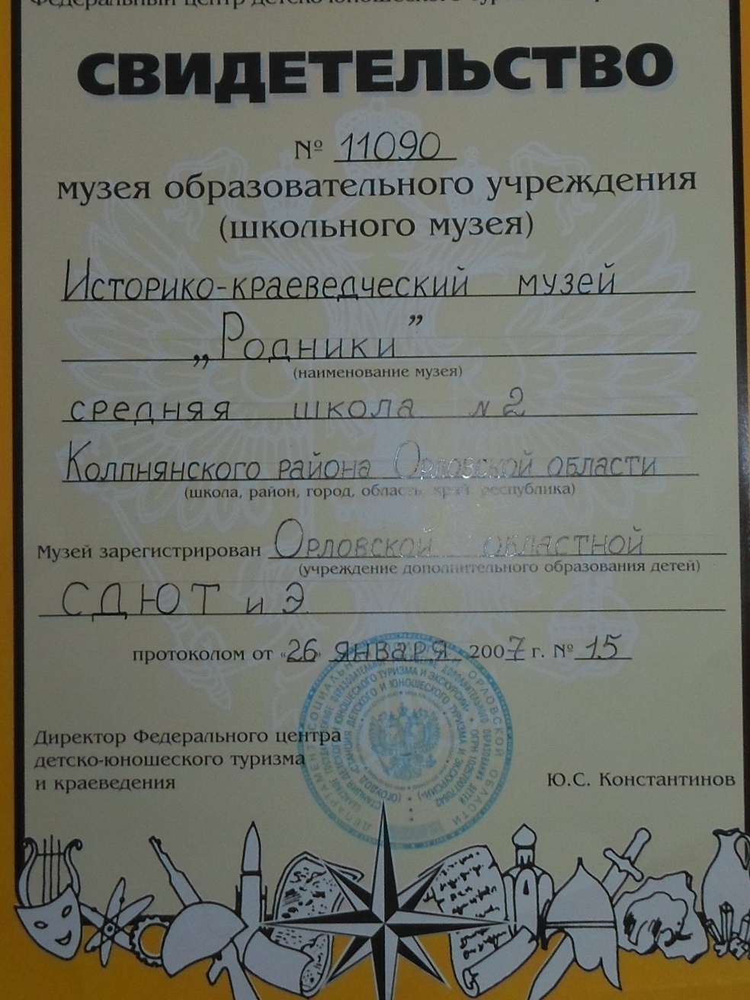 Федеральный центр детско-юношеского
СВИДЕТЕЛЬСТВО
№ 11090
музея образовательного учреждения
(школьного музея)
Историко-краеведческий музей
„Родники”
(наименование музея)
средняя школа №2
Колпнянского района Орловской области
(школа, район, город, область, край, республика)
Музей зарегистрирован Орловской областной
(учреждение дополнительного образования детей)
СДЮТ и Э
протоколом от «26» января 2007 г. № 15
Директор Федерального центра
детско-юношеского туризма
и краеведения
Ю.С. Константинов